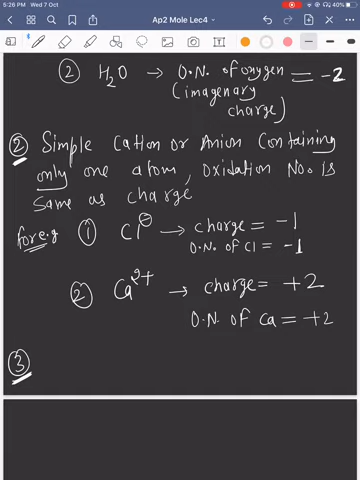 5:26 PM Wed 7 Oct
40%
Ap2 Mole Lec4
② H₂O → O.N. of oxygen = -2
(imagenary
charge)
② Simple Cation or Anion Containing
only one atom, oxidation No. is
same as charge
for e.g ① Cl⊖ → charge = -1
O.N. of Cl = -1
② Ca²⁺ → charge = +2
O.N. of Ca = +2
③